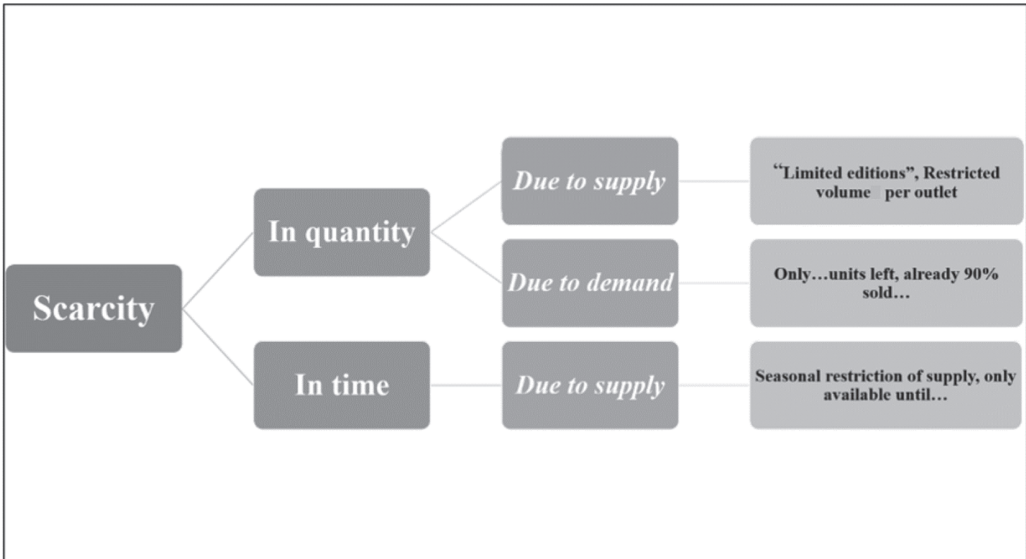 Scarcity
In quantity
In time
Due to supply
Due to demand
Due to supply
“Limited editions”, Restricted
volume per outlet
Only…units left, already 90%
sold…
Seasonal restriction of supply, only
available until…